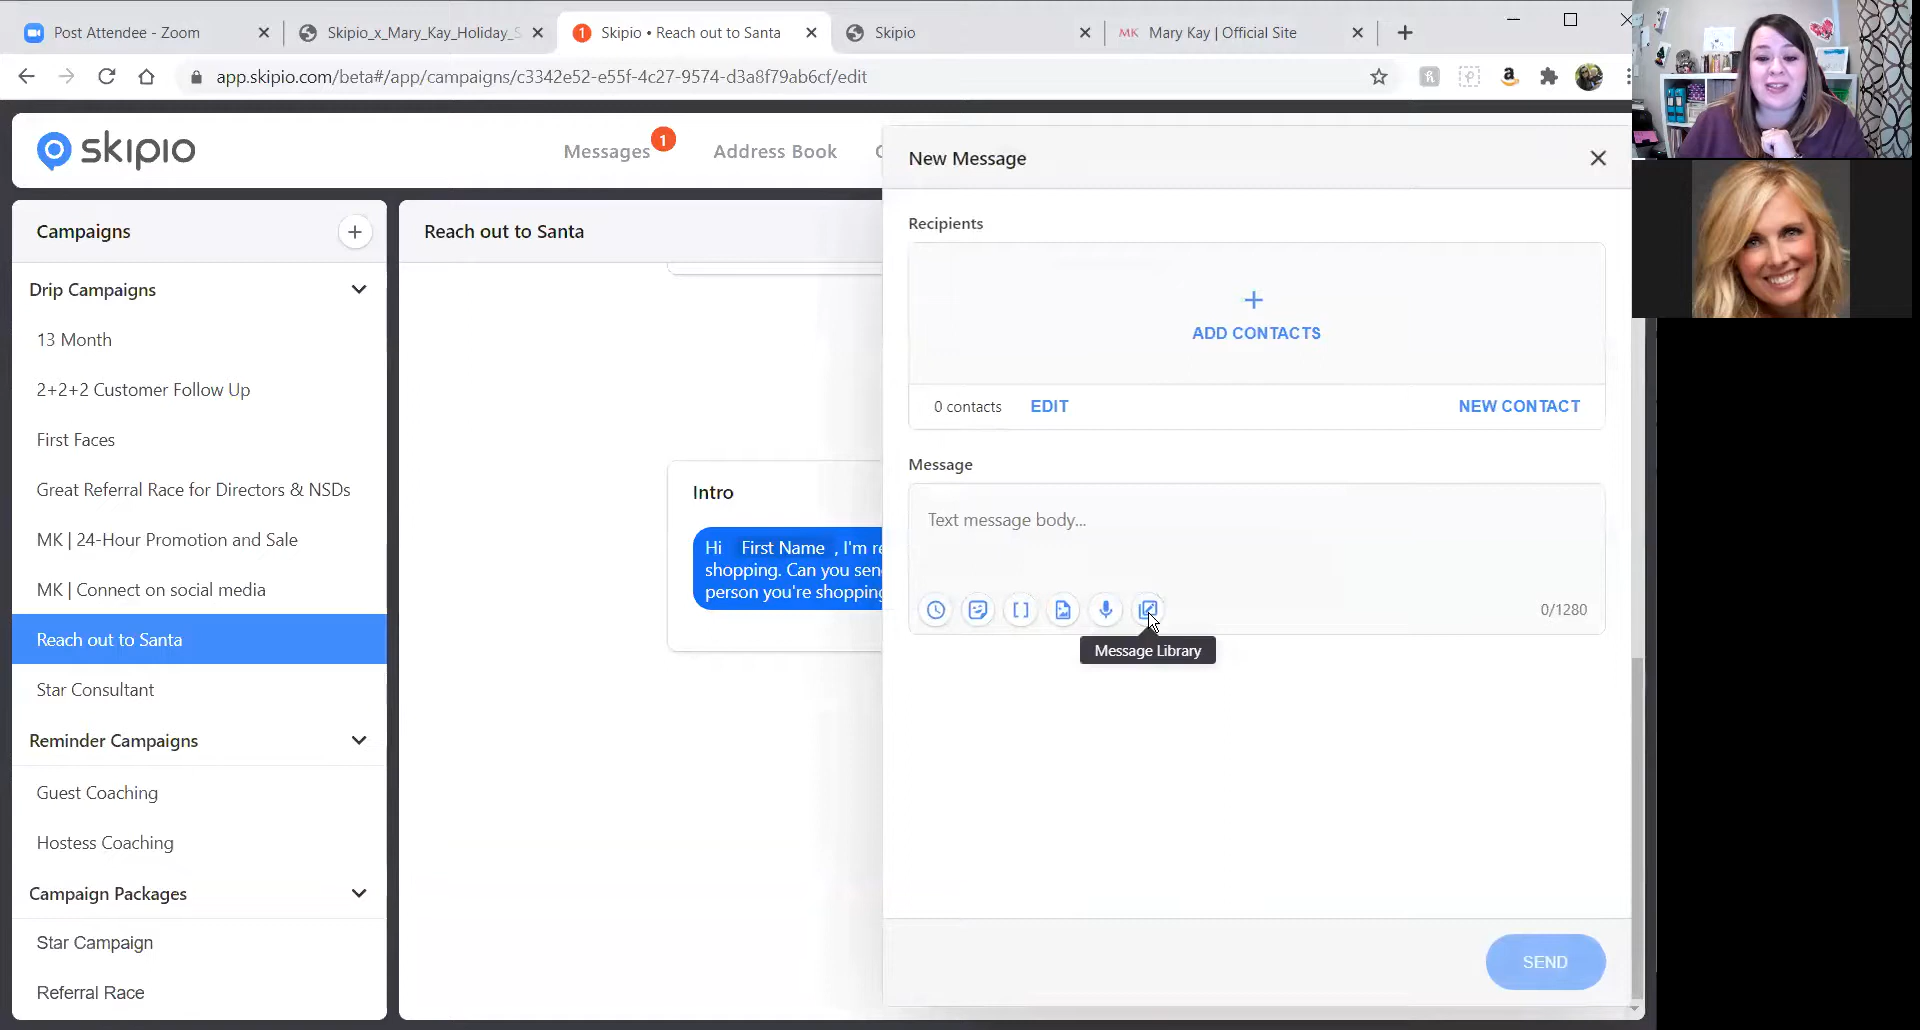 Post Attendee - Zoom
Skipio_x_Mary_Kay_Holiday_S
1
Skipio • Reach out to Santa
Skipio
MK
Mary Kay | Official Site
app.skipio.com/beta#/app/campaigns/c3342e52-e55f-4c27-9574-d3a8f79ab6cf/edit
skipio
Messages
1
Address Book
New Message
Campaigns
Reach out to Santa
Recipients
Drip Campaigns
13 Month
ADD CONTACTS
2+2+2 Customer Follow Up
0 contacts
EDIT
NEW CONTACT
First Faces
Message
Great Referral Race for Directors & NSDs
Intro
Text message body...
MK | 24-Hour Promotion and Sale
Hi First Name , I'm re
shopping. Can you sen
person you're shopping
MK | Connect on social media
0/1280
Reach out to Santa
Message Library
Star Consultant
Reminder Campaigns
Guest Coaching
Hostess Coaching
Campaign Packages
Star Campaign
SEND
Referral Race